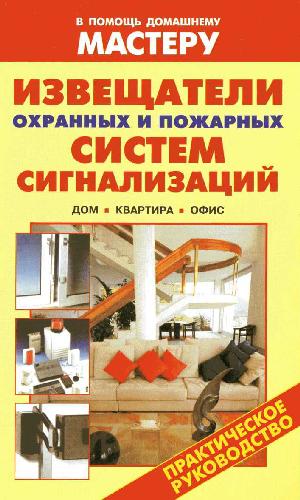 В ПОМОЩЬ ДОМАШНЕМУ
МАСТЕРУ
ИЗВЕЩАТЕЛИ
ОХРАННЫХ И ПОЖАРНЫХ
СИСТЕМ
СИГНАЛИЗАЦИЙ
ДОМ ▪ КВАРТИРА ▪ ОФИС
ПРАКТИЧЕСКОЕ
РУКОВОДСТВО